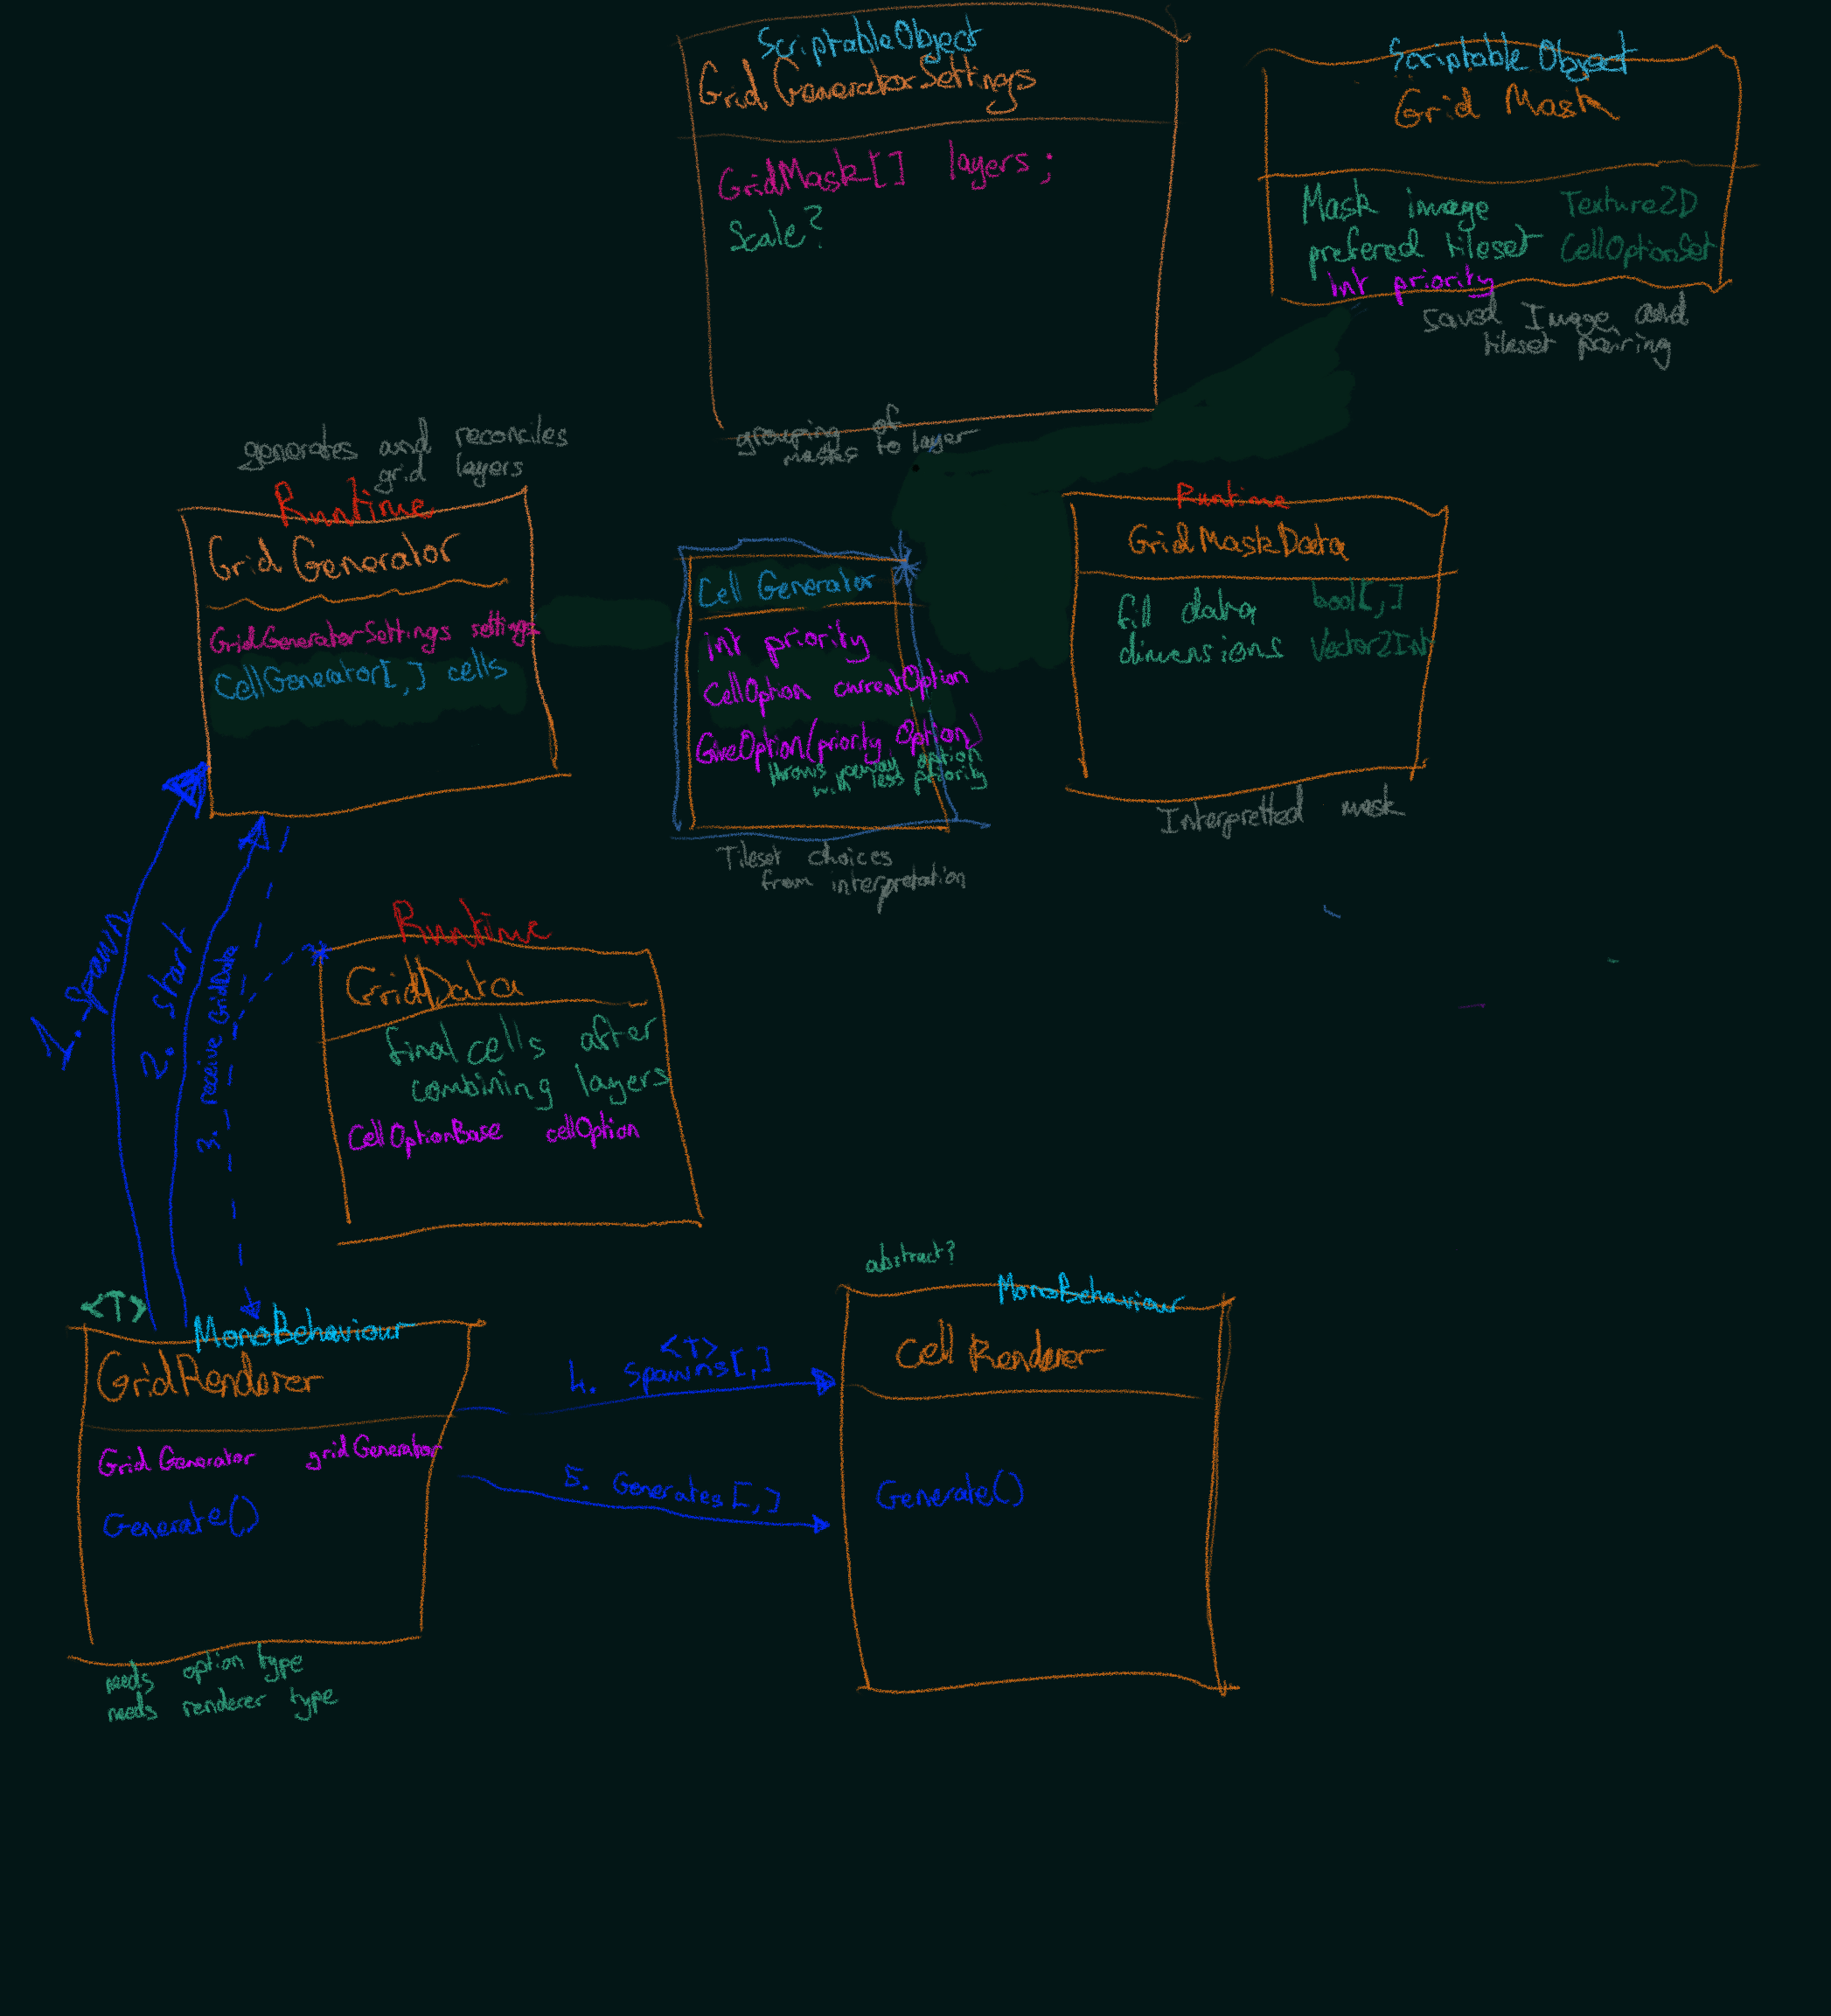 ScriptableObject
GridGeneratorSettings
GridMask[] layers;
Scale?
grouping of
masks to layer
Scriptable Object
Grid Mask
Mask image Texture2D
prefered tileset CellOptionSet
int priority
saved Image and
tileset pairing
generates and reconciles
grid layers
Runtime
Grid Generator
GridGeneratorSettings settings
CellGenerator[,] cells
Cell Generator
int priority
CellOption currentOption
GiveOption(priority, Option)
throws away option
with less priority
Tileset choices
from interpretation
Runtime
GridMaskData
fill data bool[,]
dimensions Vector2Int
Interpretted mask
1. Spawn
2. start
3. receive GridData
Runtime
GridData
final cells after
combining layers
CellOptionBase cellOption
<T>
MonoBehaviour
GridRenderer
Grid Generator gridGenerator
Generate()
needs option type
needs renderer type
<T>
4. Spawns[,]
5. Generates[,]
abstract?
MonoBehaviour
Cell Renderer
Generate()